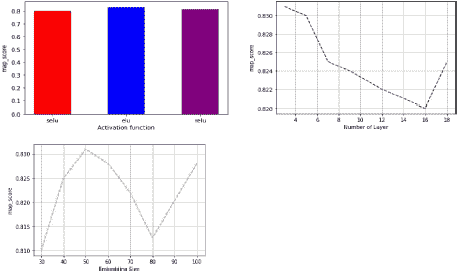 0.8
0.7
0.6
0.5
0.4
0.3
0.2
0.1
0.0
map_score
selu
elu
relu
Activation function
0.830
0.828
0.826
0.824
0.822
0.820
map_score
4 6 8 10 12 14 16 18
Number of Layer
0.830
0.825
0.820
0.815
0.810
map_score
30 40 50 60 70 80 90 100
Embedding Size